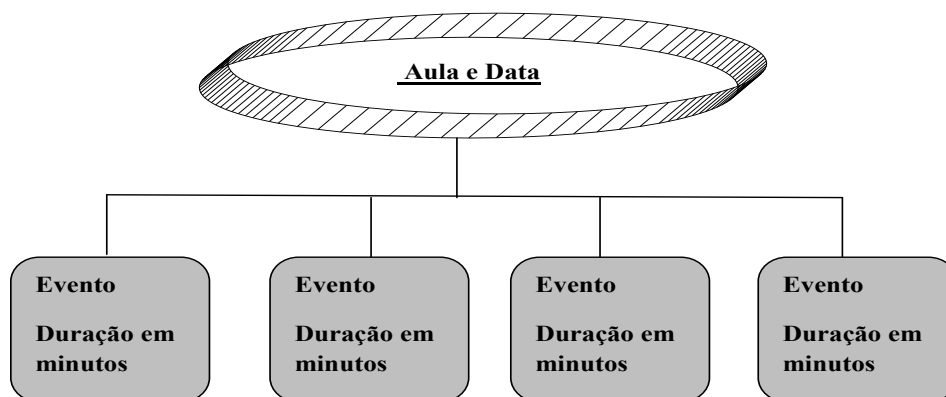 Aula e Data
Evento
Duração em
minutos
Evento
Duração em
minutos
Evento
Duração em
minutos
Evento
Duração em
minutos